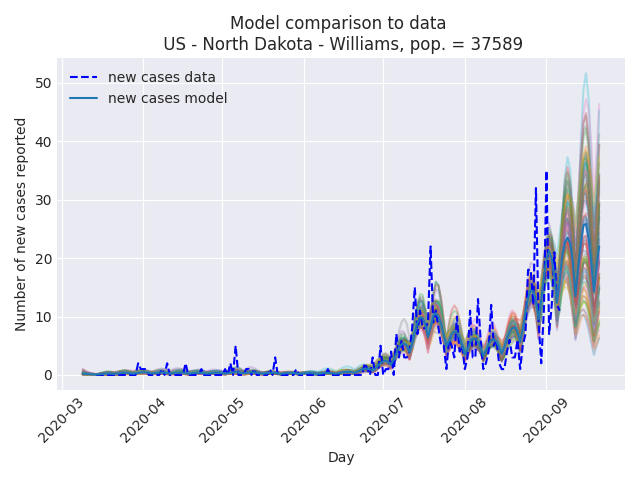 Model comparison to data
US - North Dakota - Williams, pop. = 37589
new cases data
new cases model
Number of new cases reported
50
40
30
20
10
0
2020-03
2020-04
2020-05
2020-06
2020-07
2020-08
2020-09
Day